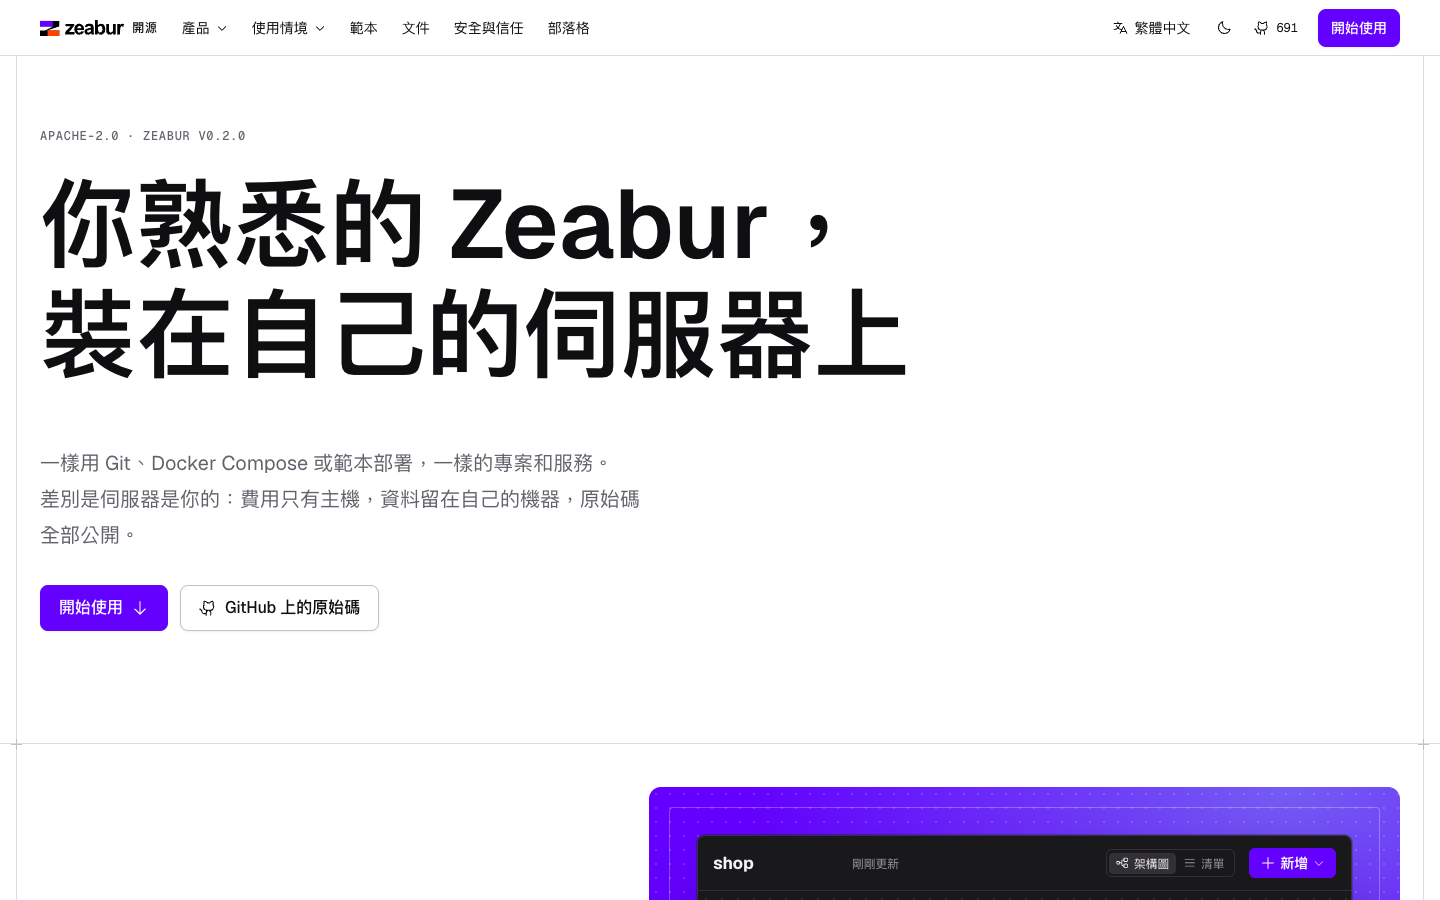 zeabur 開源 產品 使用情境 範本 文件 安全與信任 部落格 繁體中文 691 開始使用
APACHE-2.0 · ZEABUR V0.2.0
你熟悉的 Zeabur，
裝在自己的伺服器上
一樣用 Git、Docker Compose 或範本部署，一樣的專案和服務。
差別是伺服器是你的：費用只有主機，資料留在自己的機器，原始碼
全部公開。
開始使用 GitHub 上的原始碼
shop 剛剛更新 架構圖 清單 新增